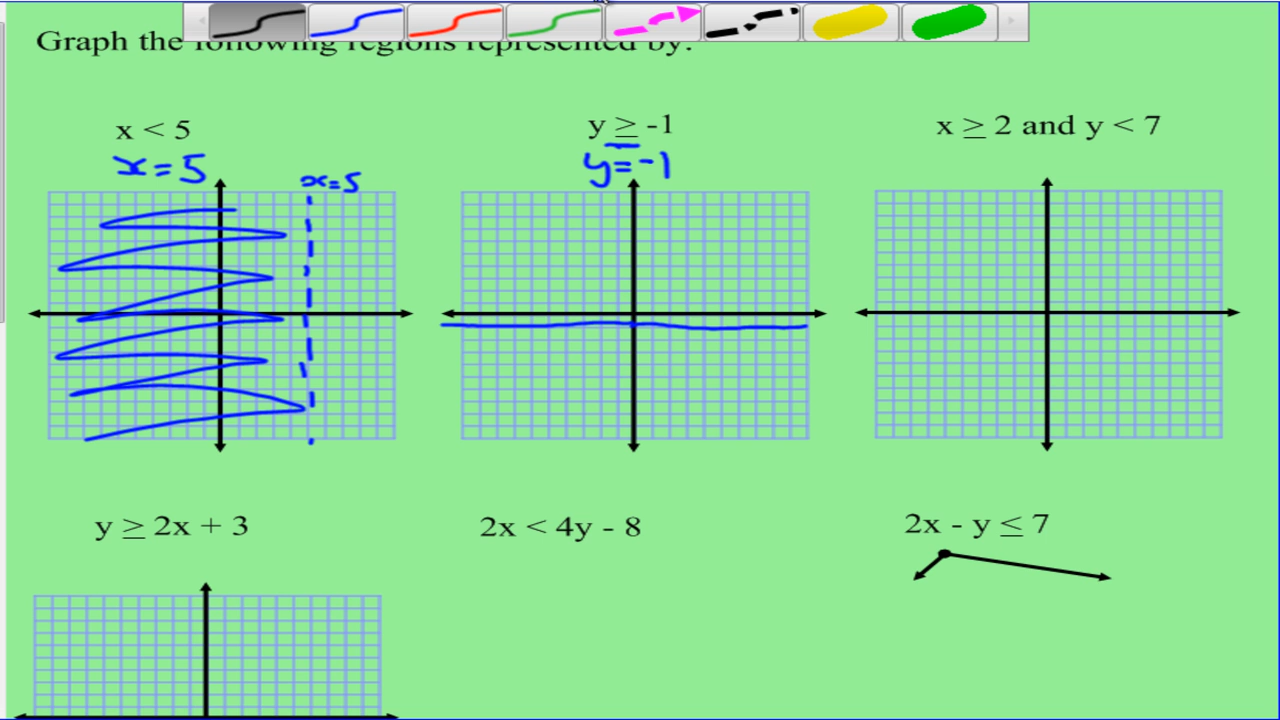 Graph the following regions represented by:
x < 5
x = 5
x=5
y ≥ -1
y=-1
x ≥ 2 and y < 7
y ≥ 2x + 3
2x < 4y - 8
2x - y ≤ 7